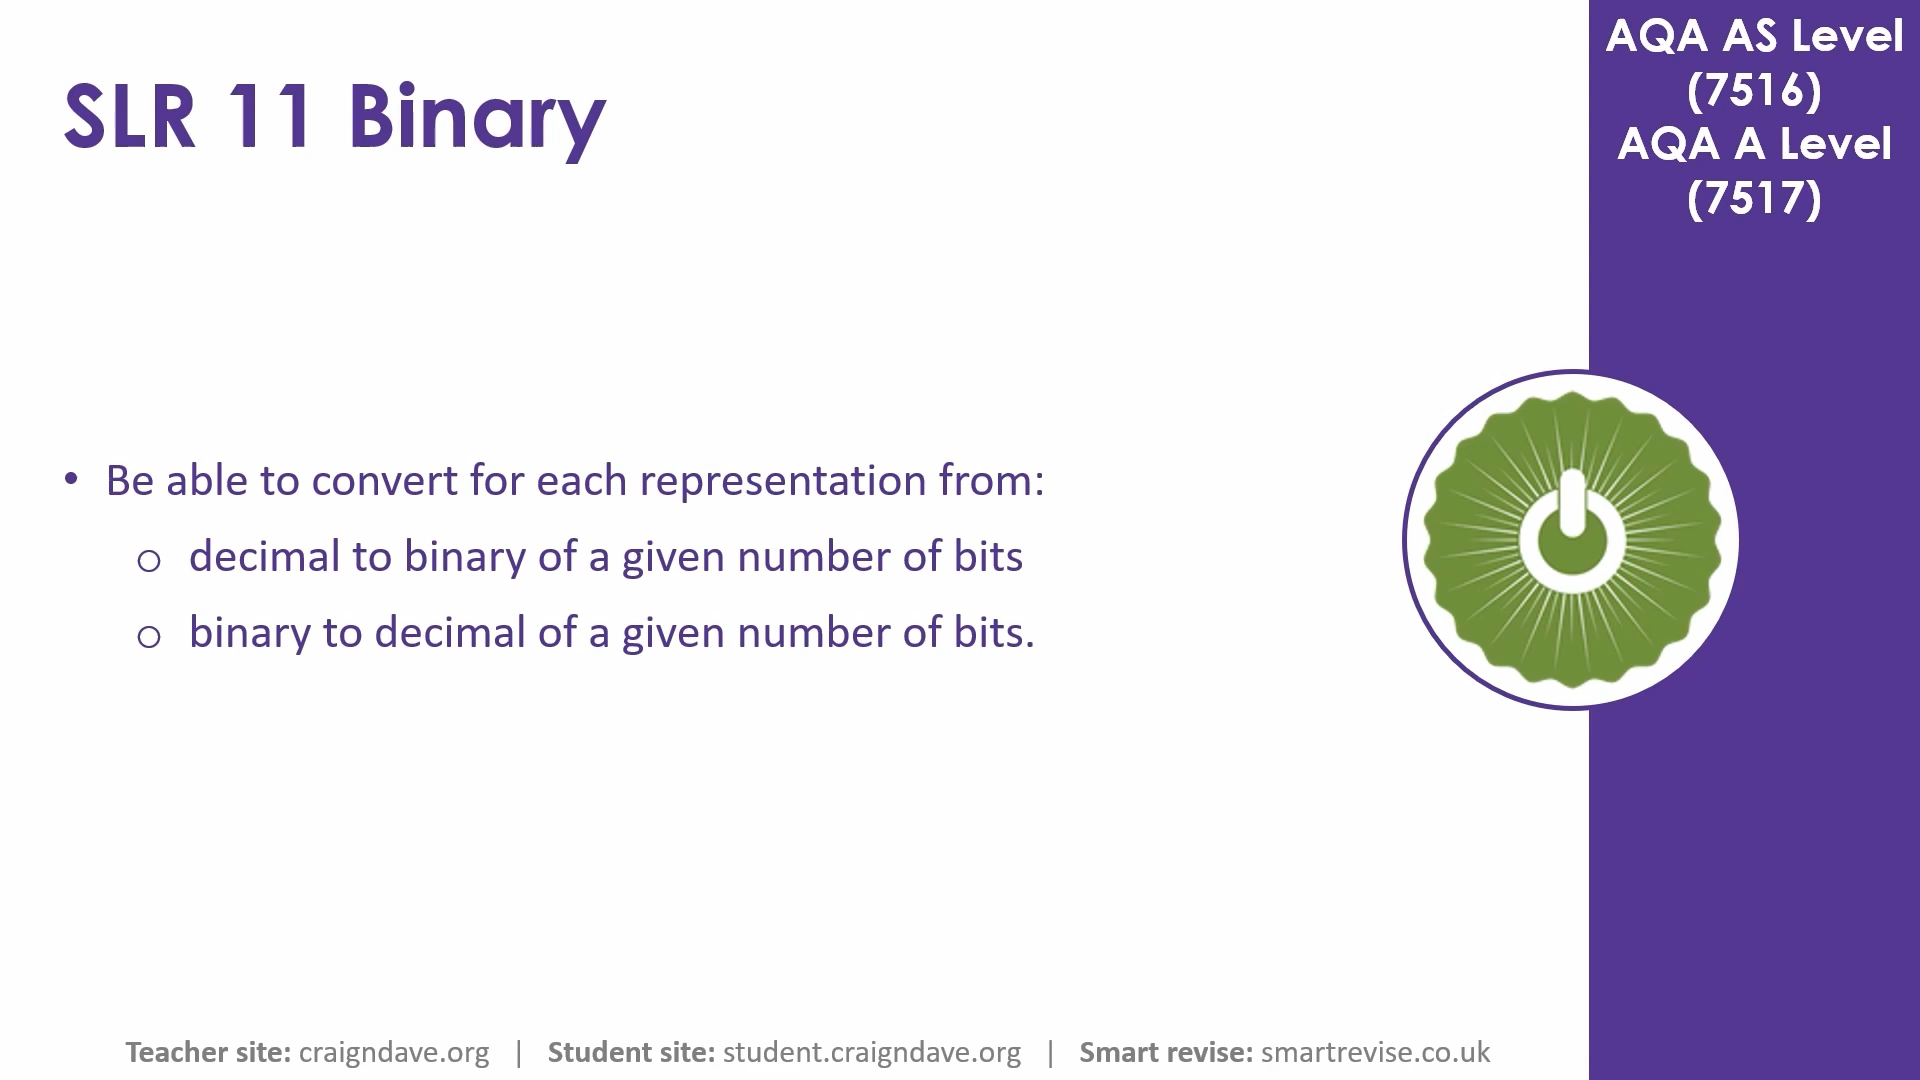 SLR 11 Binary
AQA AS Level
(7516)
AQA A Level
(7517)
• Be able to convert for each representation from:
o decimal to binary of a given number of bits
o binary to decimal of a given number of bits.
Teacher site: craigndave.org | Student site: student.craigndave.org | Smart revise: smartrevise.co.uk